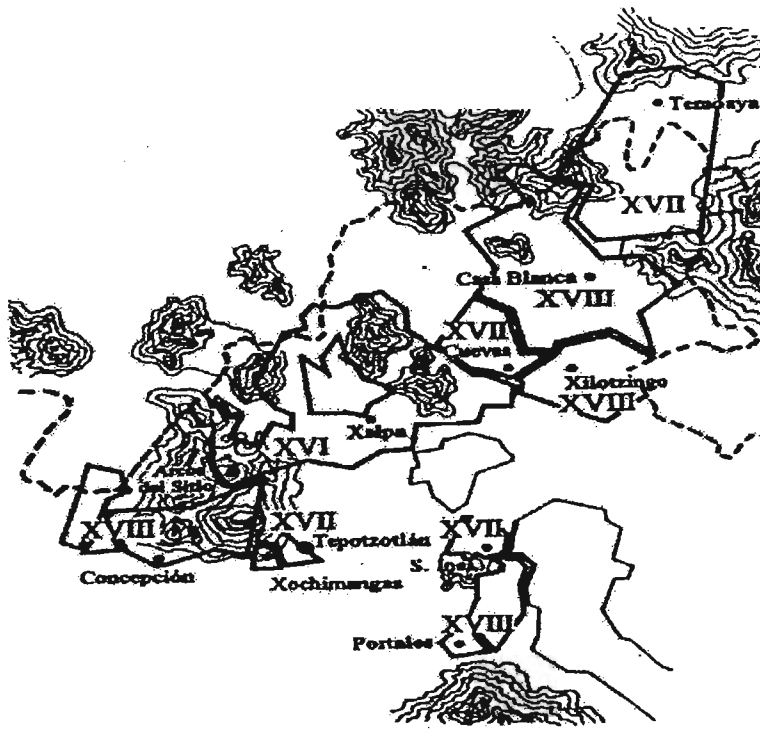 Temoaya
XVII
Casa Blanca
XVIII
XVII
Cuevas
Xilotzingo
XVIII
Xalpa
XVI
Arcos
del Sitio
XVIII
XVII
Tepotzotlán
Concepción
Xochimangas
XVII
S. José
XVIII
Portales